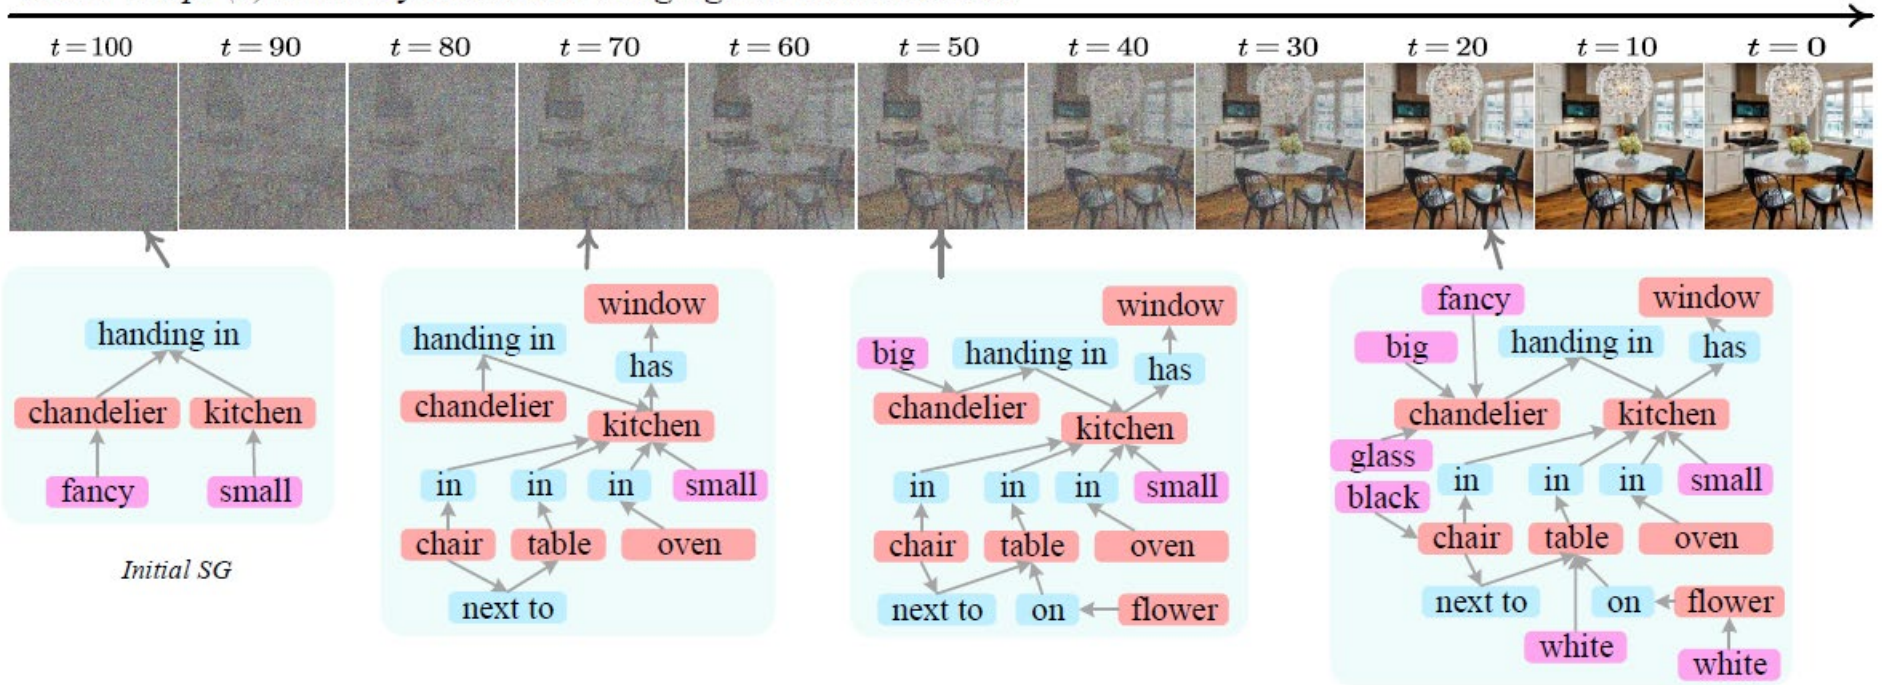 t = 100 t = 90 t = 80 t = 70 t = 60 t = 50 t = 40 t = 30 t = 20 t = 10 t = 0
handing in
chandelier kitchen
fancy small
Initial SG
window
handing in
has
chandelier
kitchen
in in in small
chair table oven
next to
window
big handing in
has
chandelier
kitchen
in in in small
chair table oven
next to on flower
fancy window
big handing in has
chandelier kitchen
glass
in in in small
black
chair table oven
next to on flower
white
white